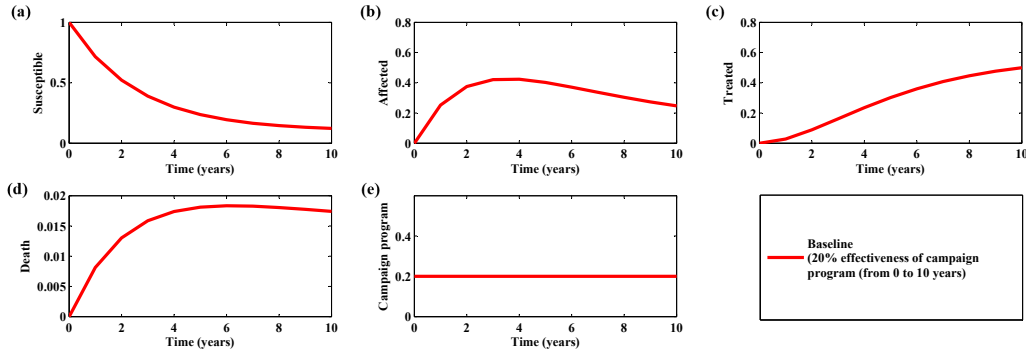 (a)
1
0.5
0
Susceptible
0 2 4 6 8 10
Time (years)
(b)
0.8
0.6
0.4
0.2
0
Affected
0 2 4 6 8 10
Time (years)
(c)
0.8
0.6
0.4
0.2
0
Treated
0 2 4 6 8 10
Time (years)
(d)
0.02
0.015
0.01
0.005
0
Death
0 2 4 6 8 10
Time (years)
(e)
0.4
0.2
0
Campaign program
0 2 4 6 8 10
Time (years)
Baseline
(20% effectiveness of campaign
program (from 0 to 10 years)